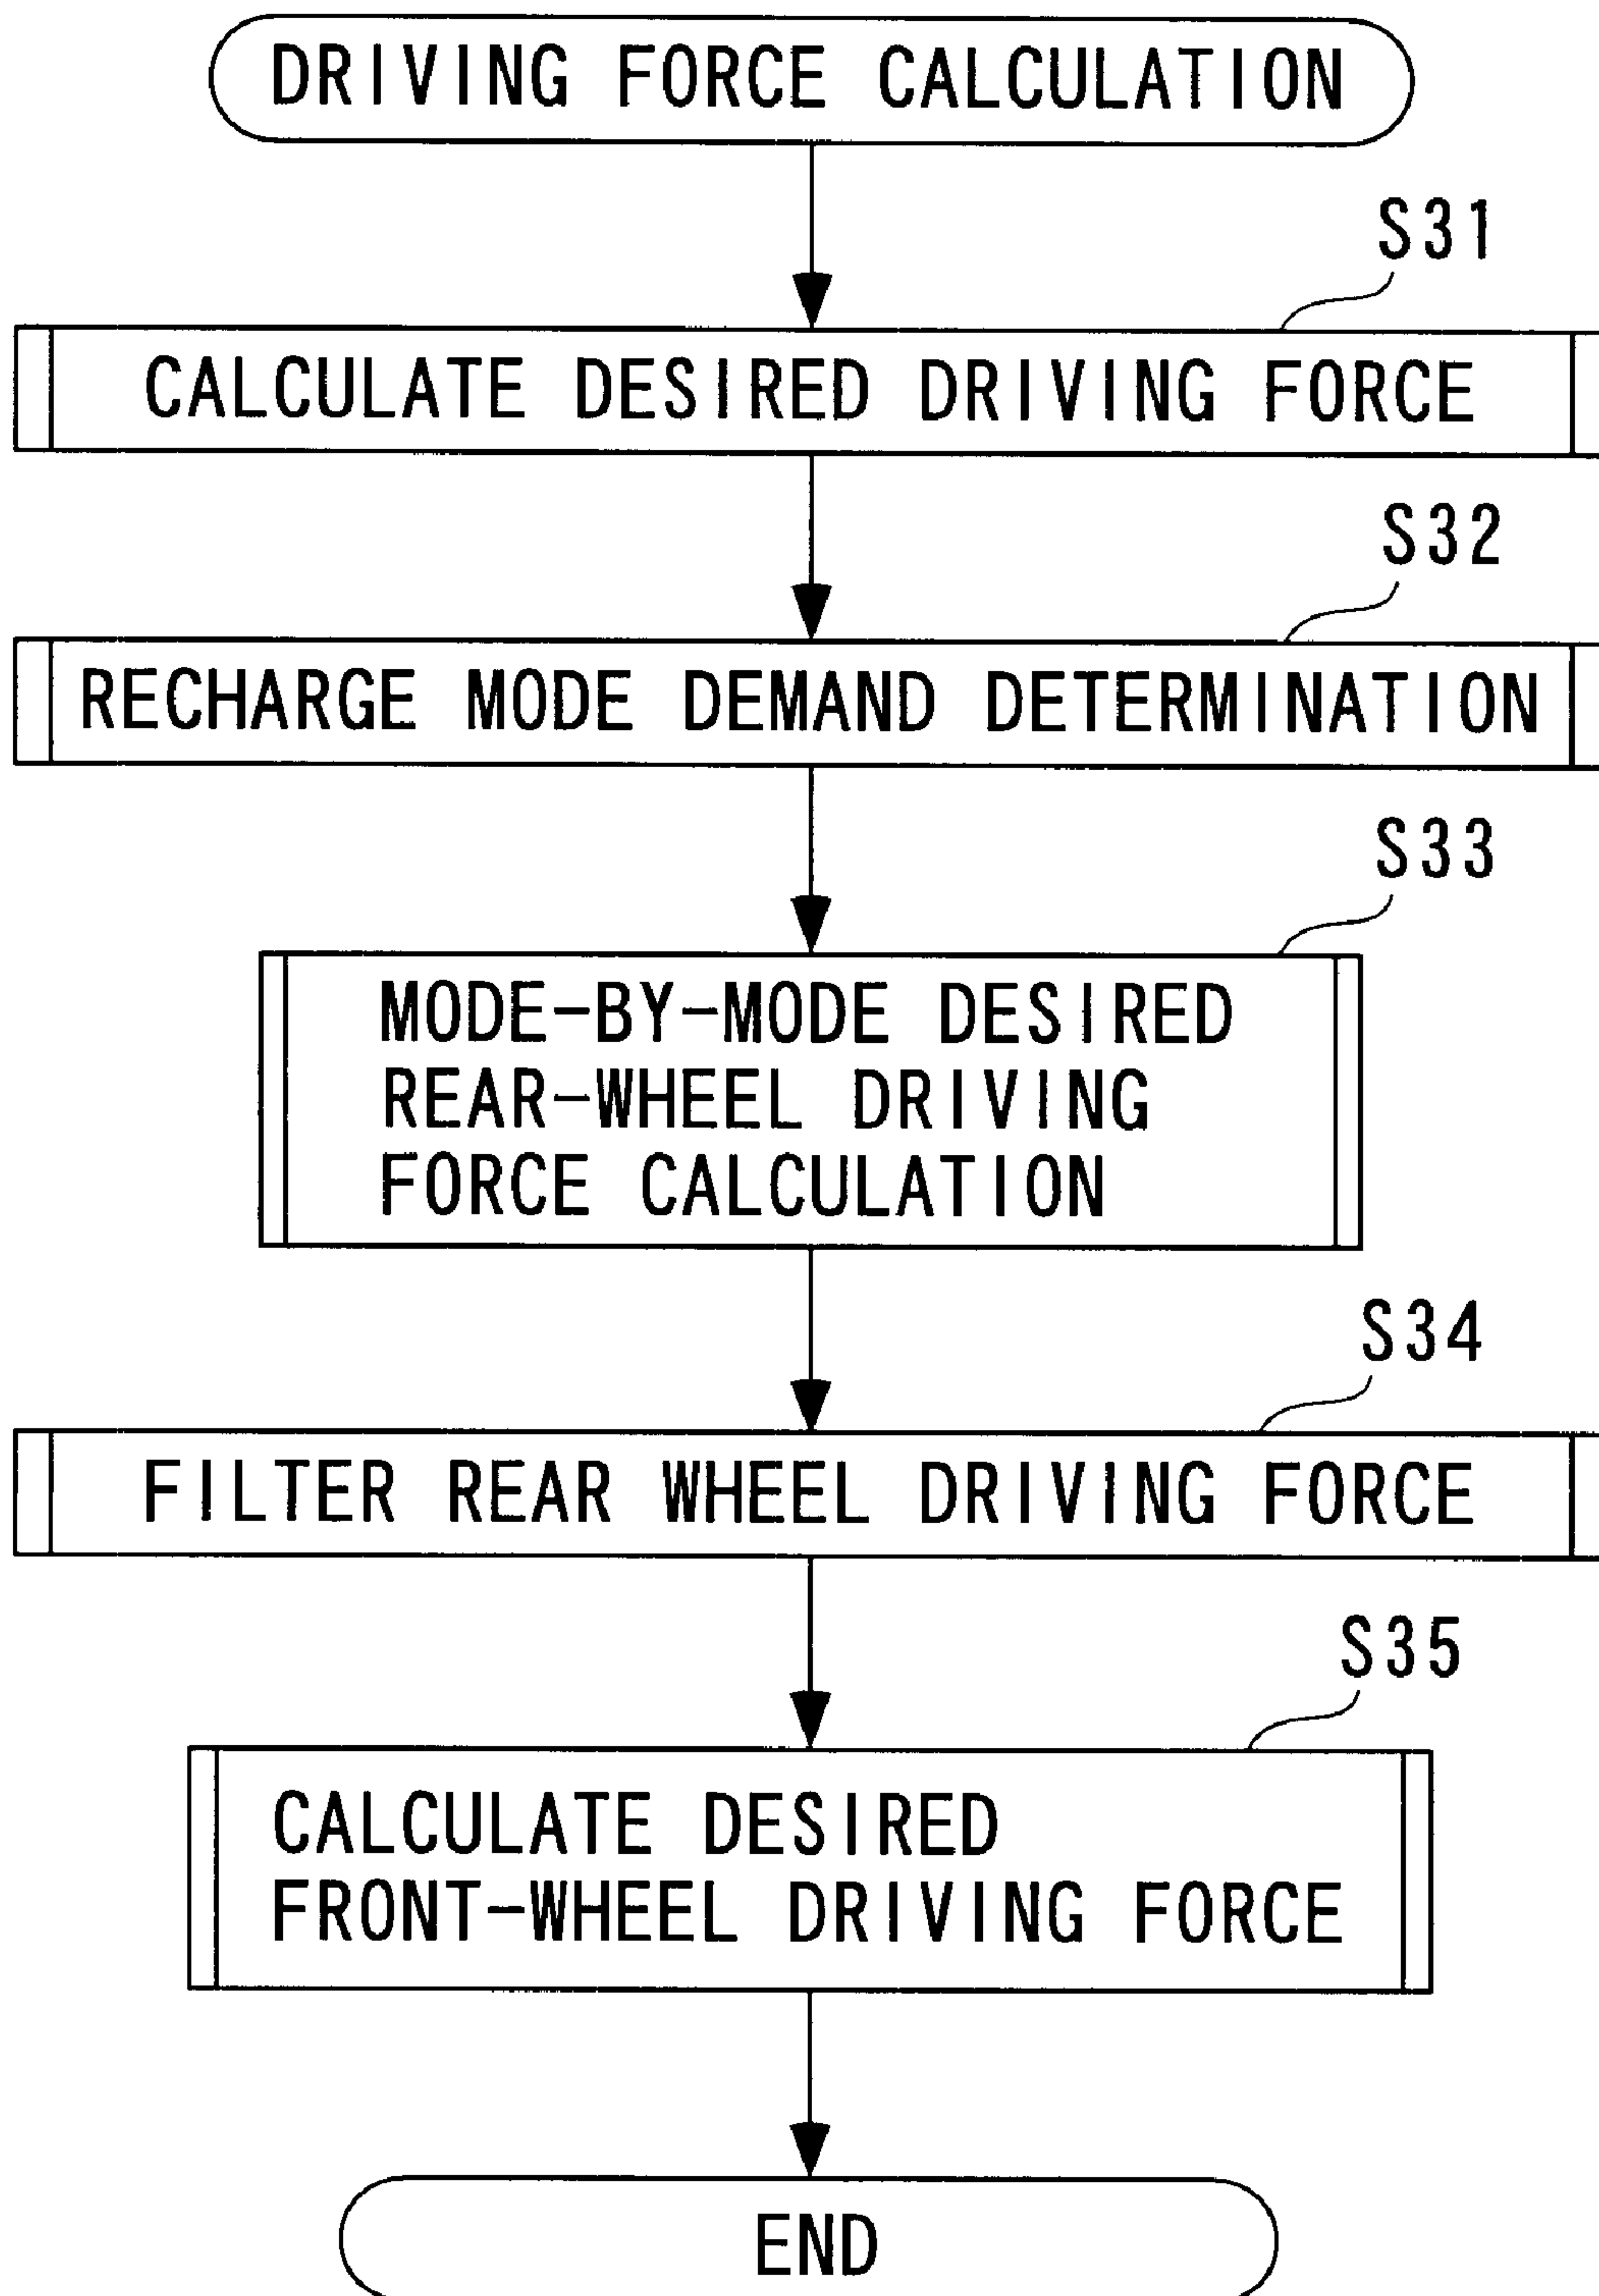 DRIVING FORCE CALCULATION
S31
CALCULATE DESIRED DRIVING FORCE
S32
RECHARGE MODE DEMAND DETERMINATION
S33
MODE-BY-MODE DESIRED
REAR-WHEEL DRIVING
FORCE CALCULATION
S34
FILTER REAR WHEEL DRIVING FORCE
S35
CALCULATE DESIRED
FRONT-WHEEL DRIVING FORCE
END